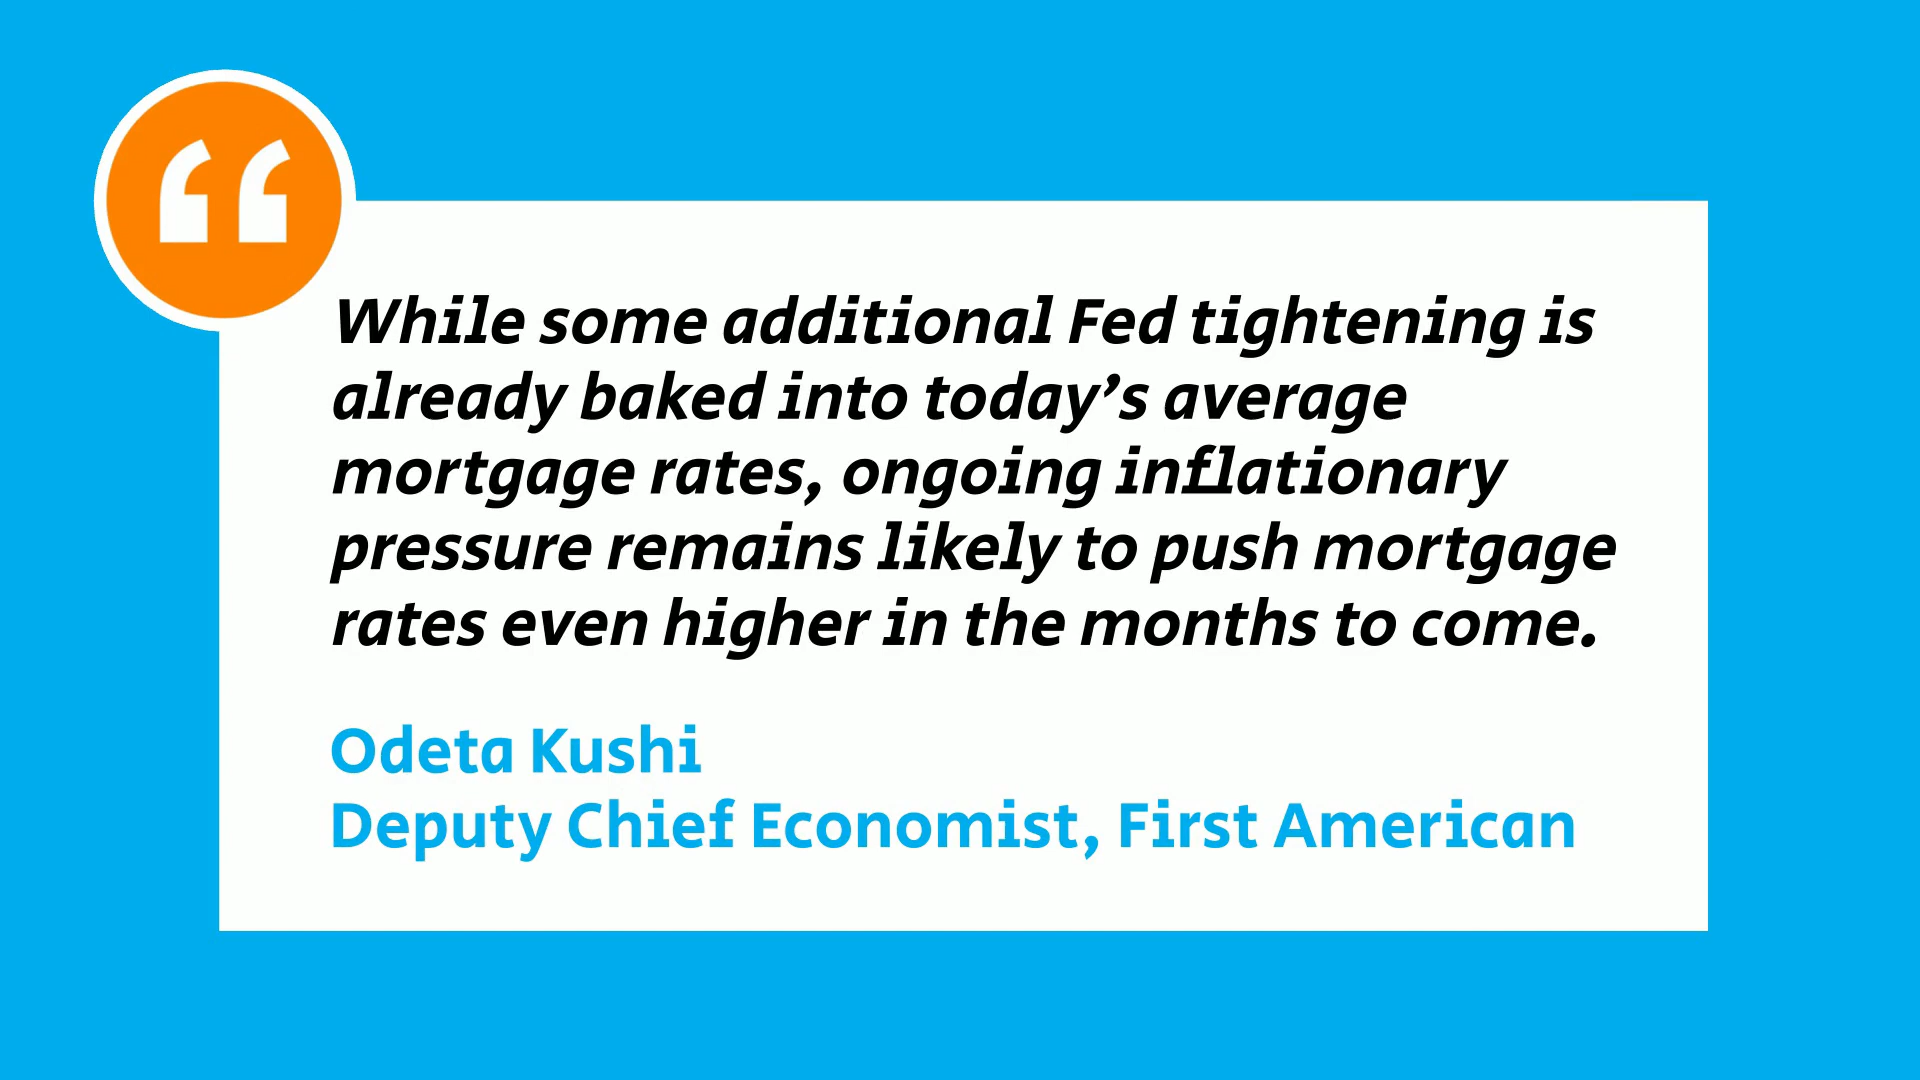 “
While some additional Fed tightening is
already baked into today’s average
mortgage rates, ongoing inflationary
pressure remains likely to push mortgage
rates even higher in the months to come.
Odeta Kushi
Deputy Chief Economist, First American